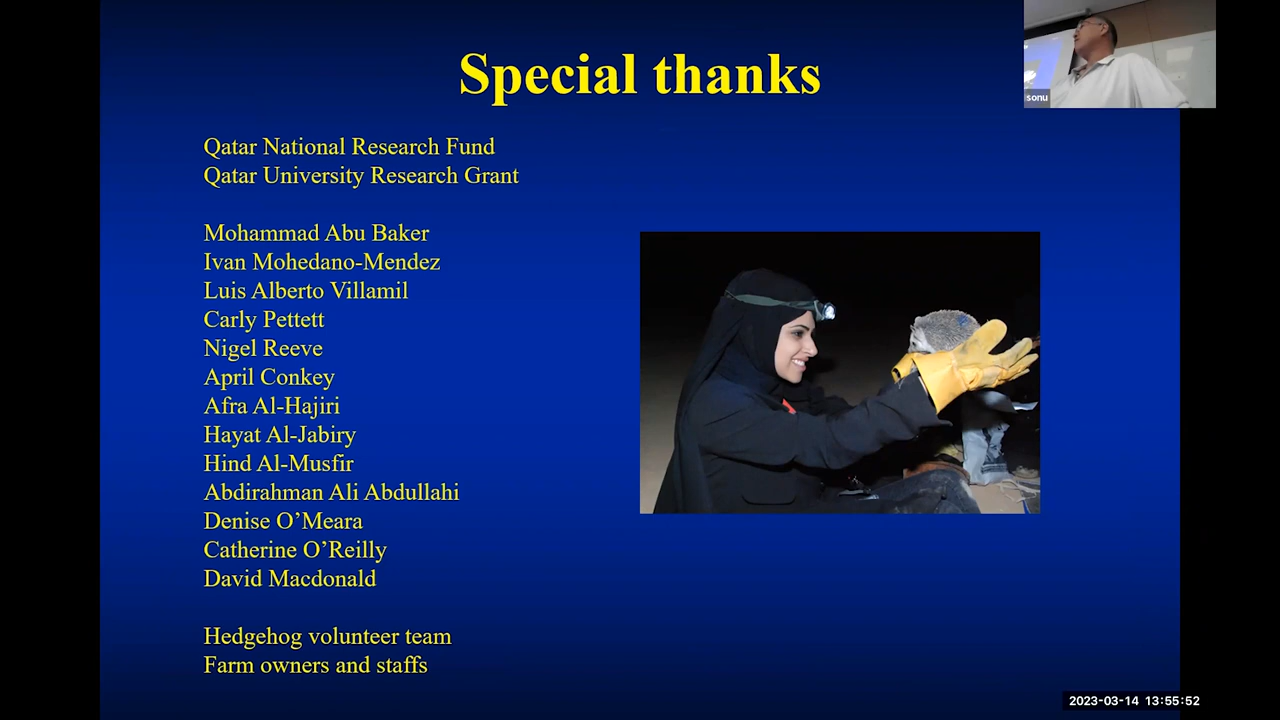 Special thanks
sonu
Qatar National Research Fund
Qatar University Research Grant
Mohammad Abu Baker
Ivan Mohedano-Mendez
Luis Alberto Villamil
Carly Pettett
Nigel Reeve
April Conkey
Afra Al-Hajiri
Hayat Al-Jabiry
Hind Al-Musfir
Abdirahman Ali Abdullahi
Denise O’Meara
Catherine O’Reilly
David Macdonald
Hedgehog volunteer team
Farm owners and staffs
2023-03-14 13:55:52